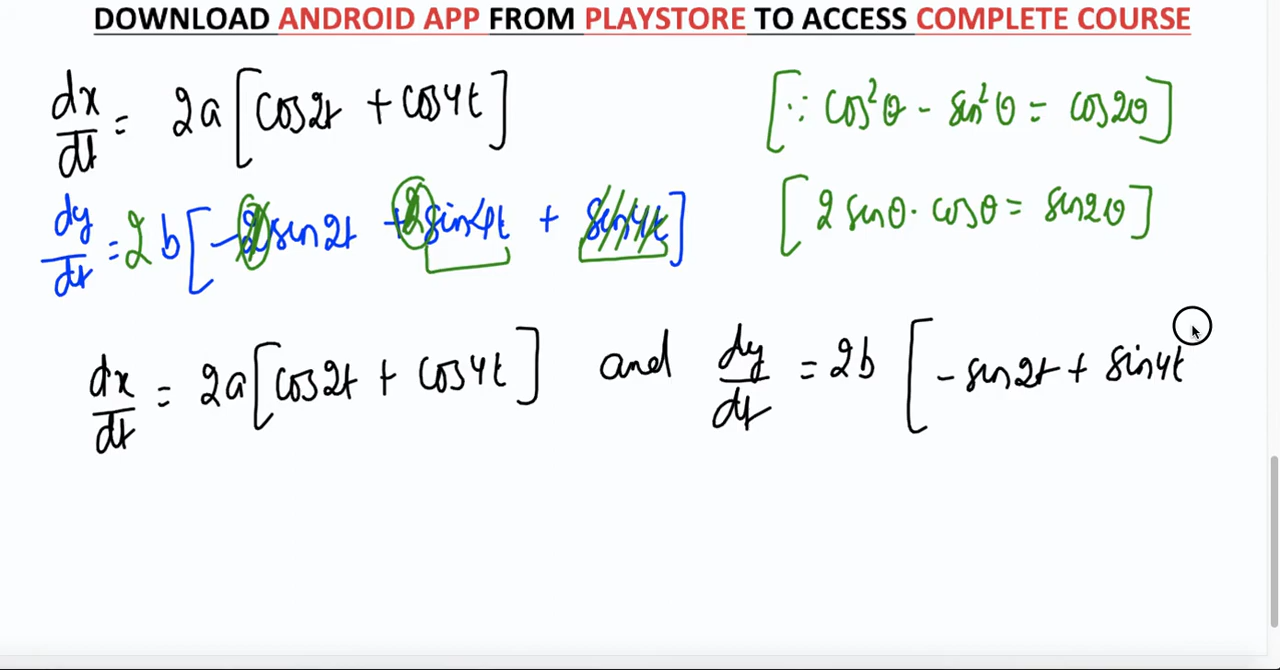 DOWNLOAD ANDROID APP FROM PLAYSTORE TO ACCESS COMPLETE COURSE
dx/dt = 2a [cos2t + cos4t] [∵ cos²θ - sin²θ = cos2θ]
dy/dt = 2b [-2sin2t + 2sin4t + sin4t] [2 sinθ · cosθ = sin2θ]
dx/dt = 2a [cos2t + cos4t] and dy/dt = 2b [-sin2t + sin4t